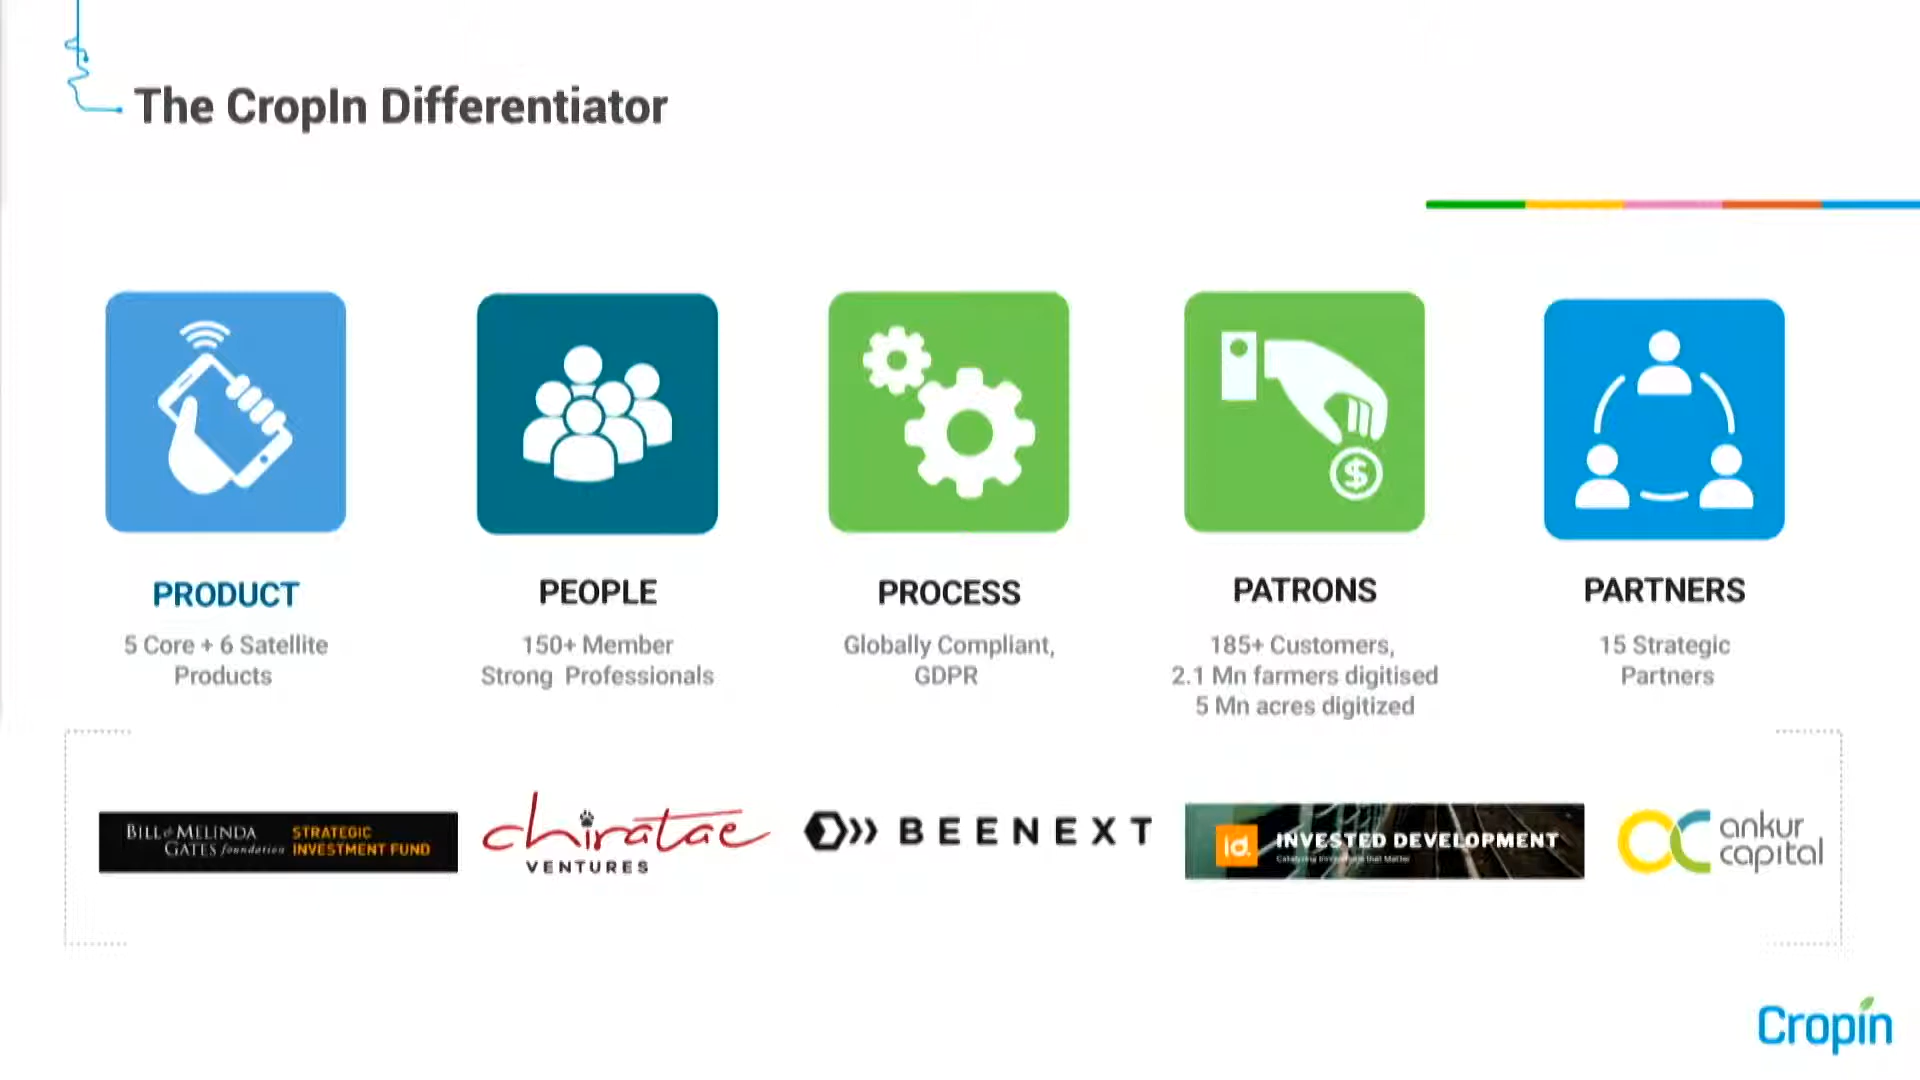 The CropIn Differentiator
PRODUCT
5 Core + 6 Satellite
Products
PEOPLE
150+ Member
Strong Professionals
PROCESS
Globally Compliant,
GDPR
PATRONS
185+ Customers,
2.1 Mn farmers digitised
5 Mn acres digitized
PARTNERS
15 Strategic
Partners
BILL & MELINDA
GATES foundation
STRATEGIC
INVESTMENT FUND
chiratae
VENTURES
BEENEXT
id.
INVESTED DEVELOPMENT
ankur
capital
Cropin